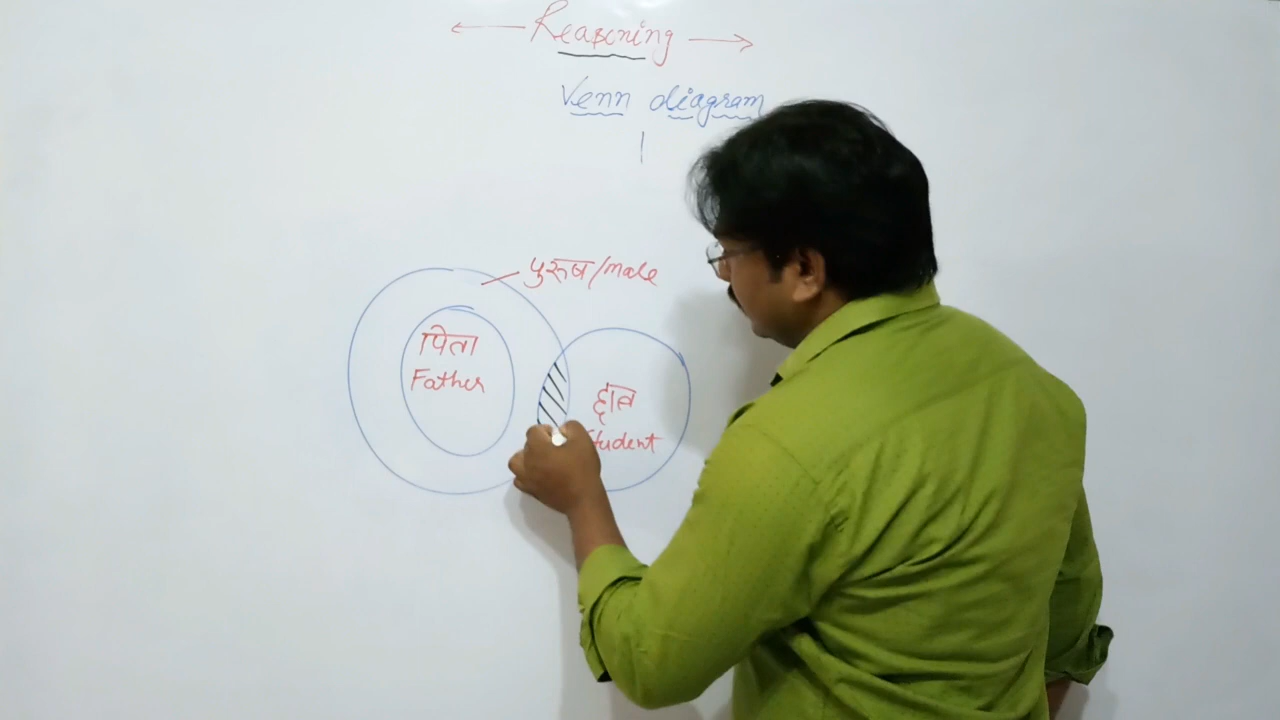 Reasoning
Venn diagram
पुरुष/male
पिता
Father
छात्र
Student